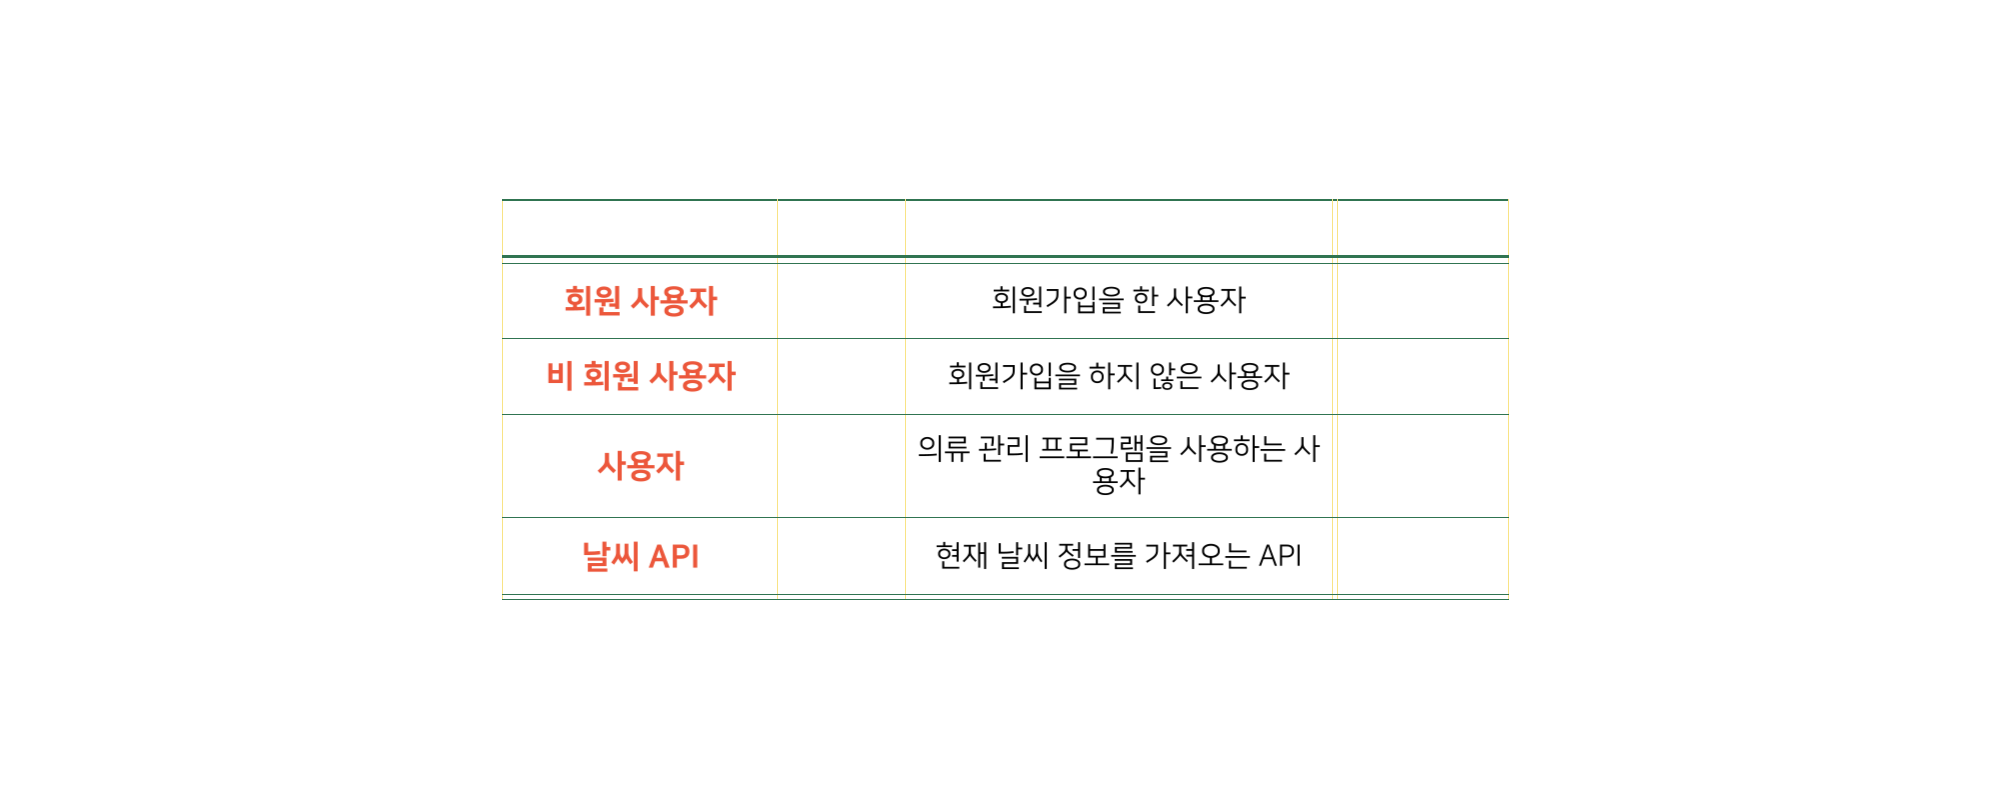 회원 사용자 회원가입을 한 사용자
비 회원 사용자 회원가입을 하지 않은 사용자
사용자 의류 관리 프로그램을 사용하는 사
용자
날씨 API 현재 날씨 정보를 가져오는 API